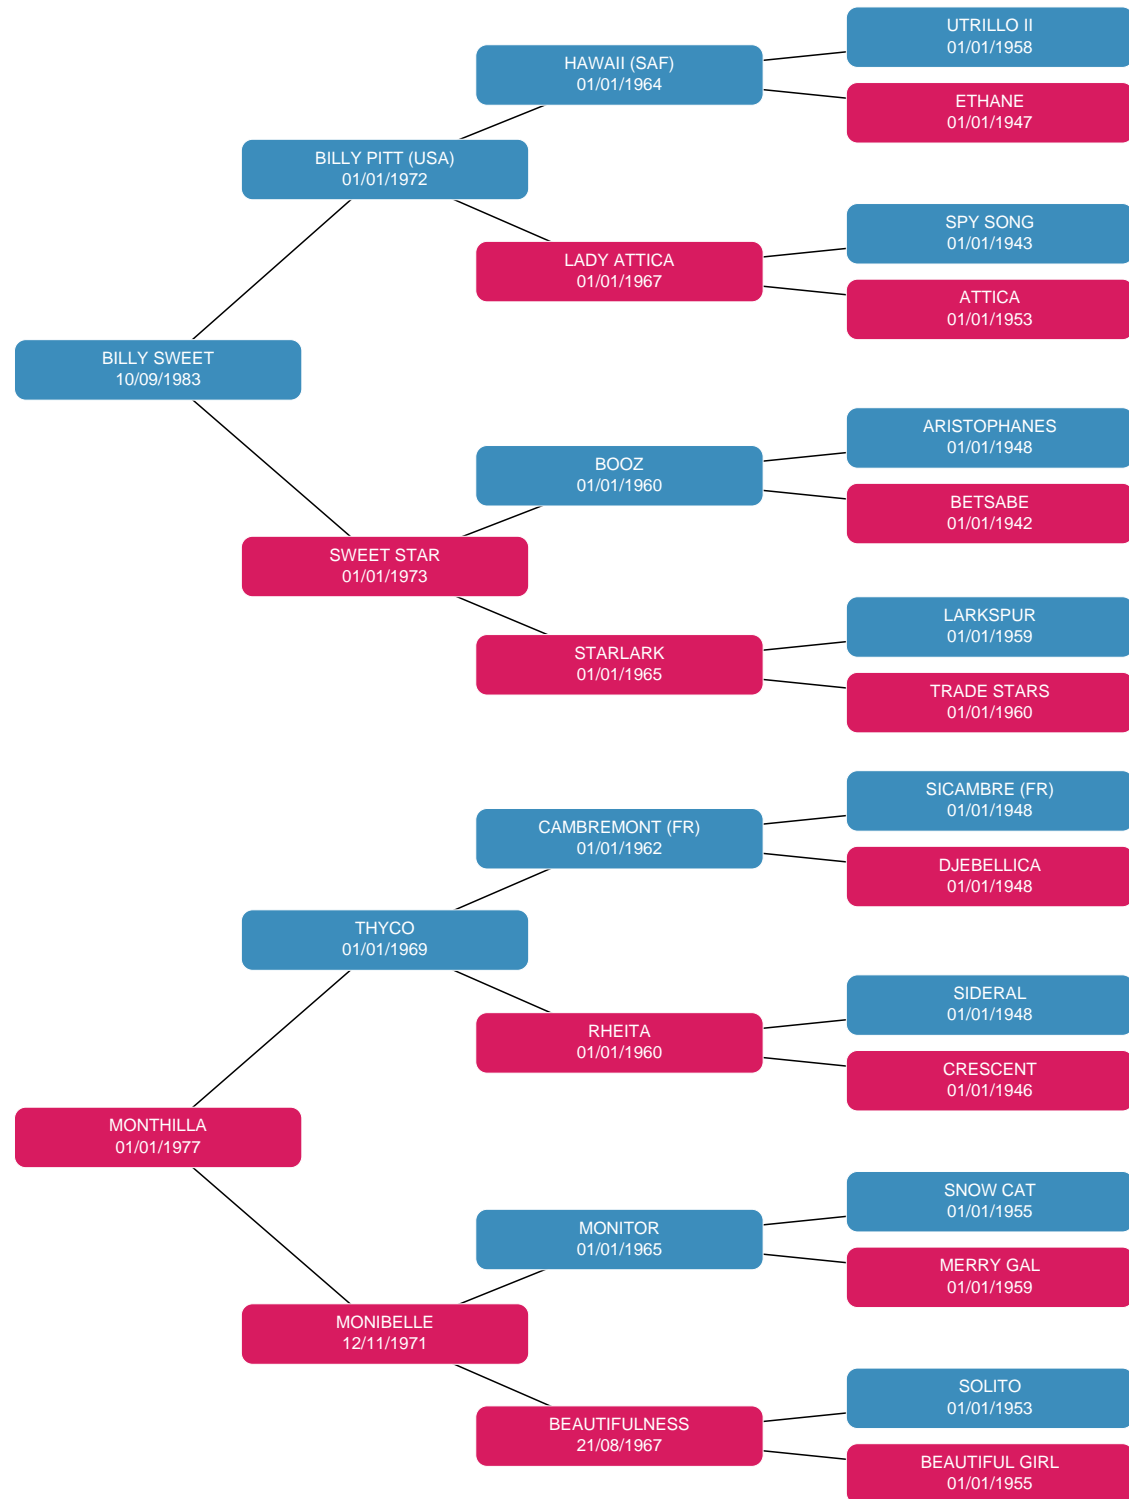 UTRILLO II
01/01/1958
HAWAII (SAF)
01/01/1964
ETHANE
01/01/1947
BILLY PITT (USA)
01/01/1972
SPY SONG
01/01/1943
LADY ATTICA
01/01/1967
ATTICA
01/01/1953
BILLY SWEET
10/09/1983
ARISTOPHANES
01/01/1948
BOOZ
01/01/1960
BETSABE
01/01/1942
SWEET STAR
01/01/1973
LARKSPUR
01/01/1959
STARLARK
01/01/1965
TRADE STARS
01/01/1960
SICAMBRE (FR)
01/01/1948
CAMBREMONT (FR)
01/01/1962
DJEBELLICA
01/01/1948
THYCO
01/01/1969
SIDERAL
01/01/1948
RHEITA
01/01/1960
CRESCENT
01/01/1946
MONTHILLA
01/01/1977
SNOW CAT
01/01/1955
MONITOR
01/01/1965
MERRY GAL
01/01/1959
MONIBELLE
12/11/1971
SOLITO
01/01/1953
BEAUTIFULNESS
21/08/1967
BEAUTIFUL GIRL
01/01/1955